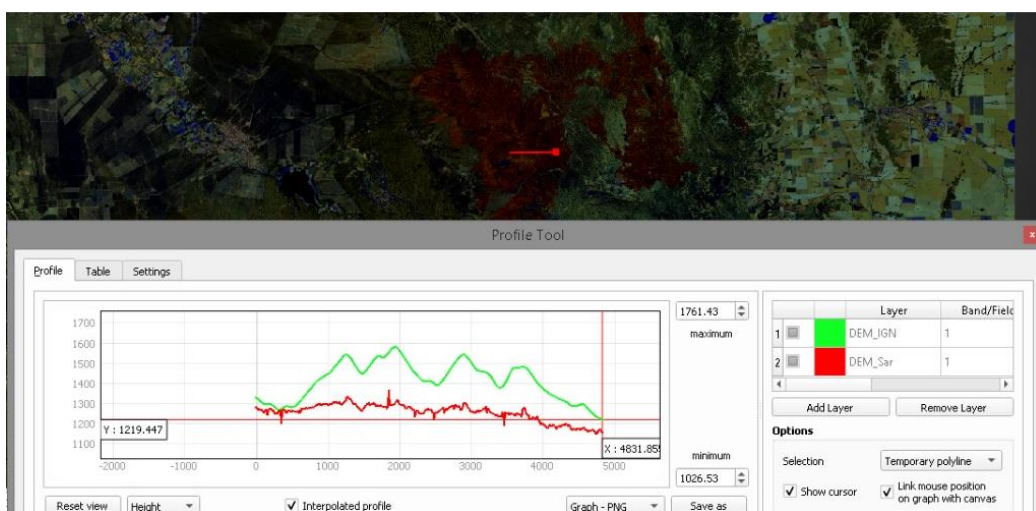 Profile Tool
x
Profile Table Settings
1700
1600
1500
1400
1300
1200
1100
-2000 -1000 0 1000 2000 3000 4000 5000
Y : 1219.447
X : 4831.855
1761.43
maximum
minimum
1026.53
Reset view Height Interpolated profile Graph - PNG Save as
Layer Band/Field
1 DEM_IGN 1
2 DEM_Sar 1
Add Layer Remove Layer
Options
Selection Temporary polyline
Show cursor Link mouse position
on graph with canvas